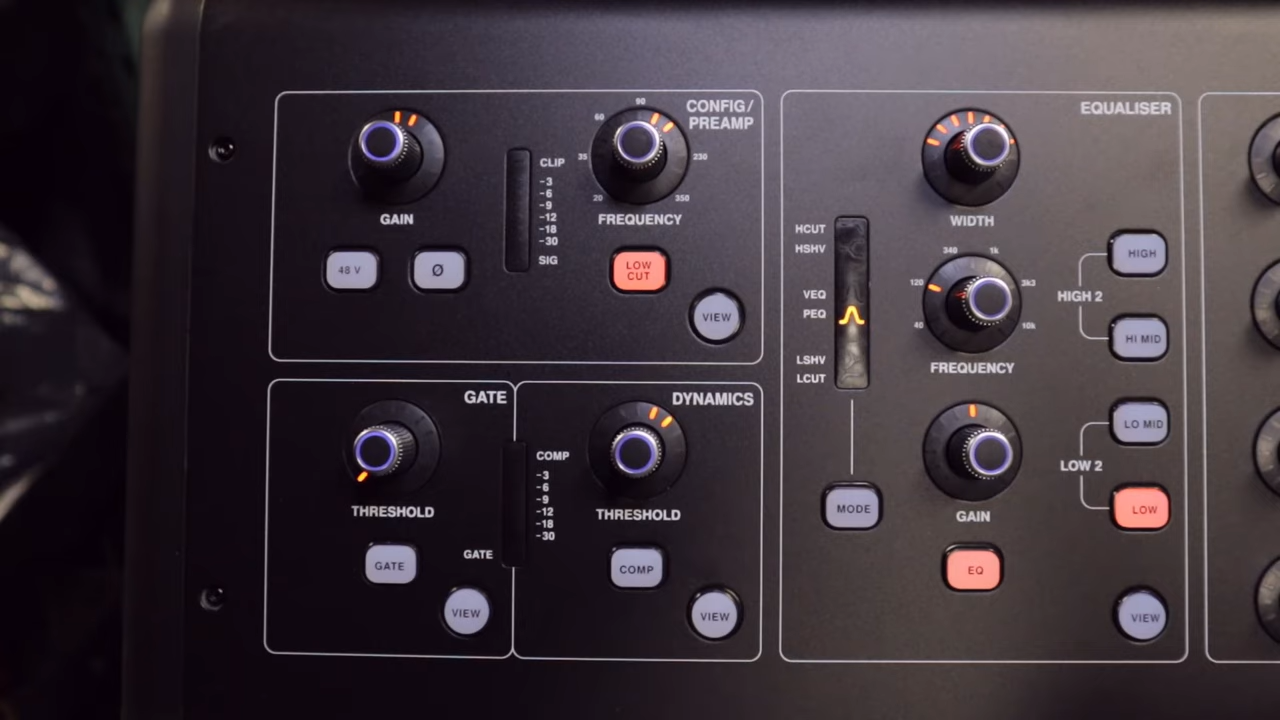 CONFIG/
PREAMP
GAIN
48 V
Ø
CLIP
-3
-6
-9
-12
-18
-30
SIG
90
60
35
230
20
350
FREQUENCY
LOW
CUT
VIEW
GATE
THRESHOLD
GATE
VIEW
DYNAMICS
COMP
-3
-6
-9
-12
-18
-30
GATE
THRESHOLD
COMP
VIEW
EQUALISER
WIDTH
HCUT
HSHV
VEQ
PEQ
LSHV
LCUT
MODE
340
1k
120
3k3
40
10k
FREQUENCY
GAIN
EQ
HIGH
HIGH 2
HI MID
LO MID
LOW 2
LOW
VIEW